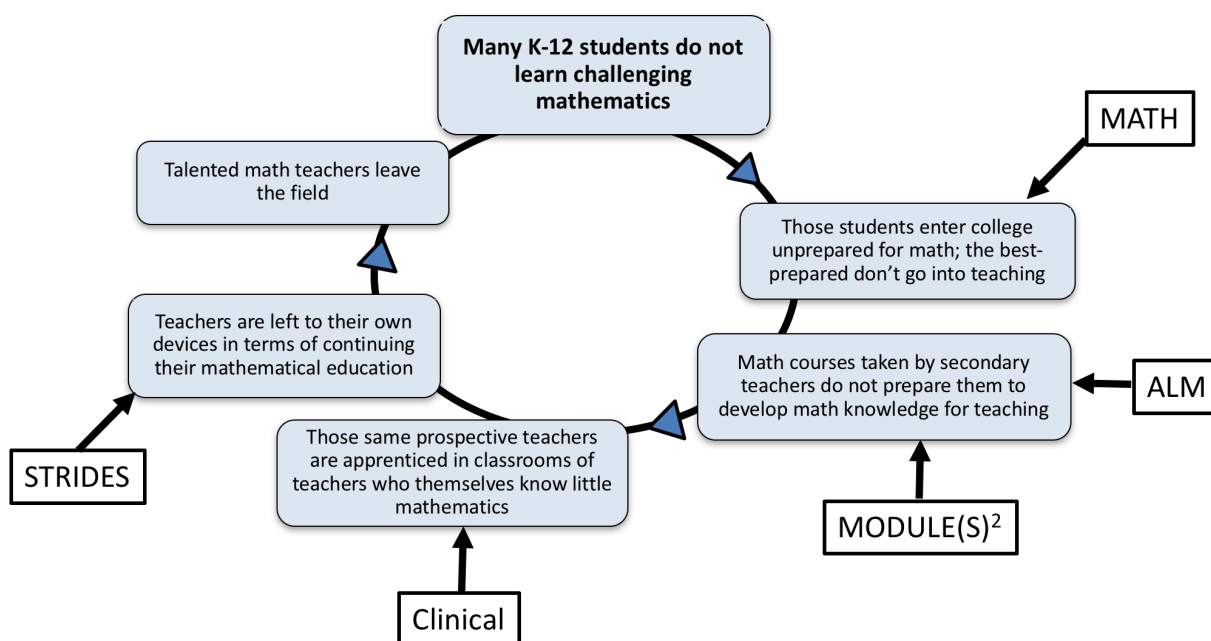 Many K-12 students do not
learn challenging
mathematics
MATH
Talented math teachers leave
the field
Those students enter college
unprepared for math; the best-
prepared don’t go into teaching
Teachers are left to their own
devices in terms of continuing
their mathematical education
Math courses taken by secondary
teachers do not prepare them to
develop math knowledge for teaching
ALM
Those same prospective teachers
are apprenticed in classrooms of
teachers who themselves know little
mathematics
STRIDES
MODULE(S)²
Clinical